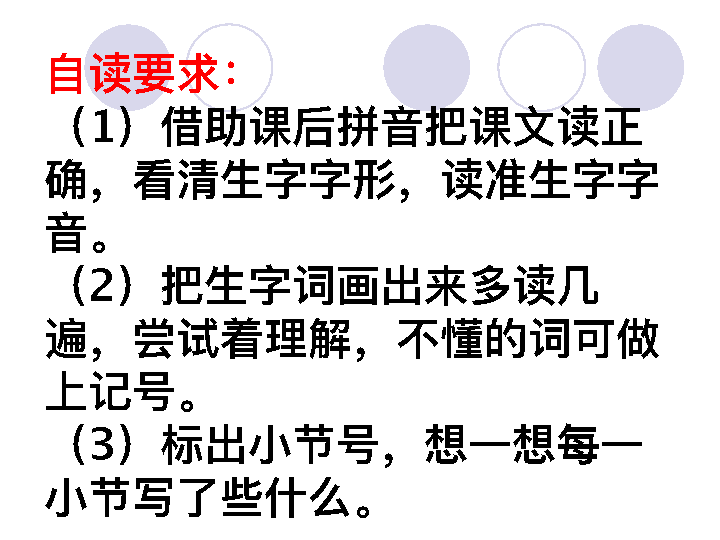 自读要求：
（1）借助课后拼音把课文读正
确，看清生字字形，读准生字字
音。
（2）把生字词画出来多读几
遍，尝试着理解，不懂的词可做
上记号。
（3）标出小节号，想一想每一
小节写了些什么。